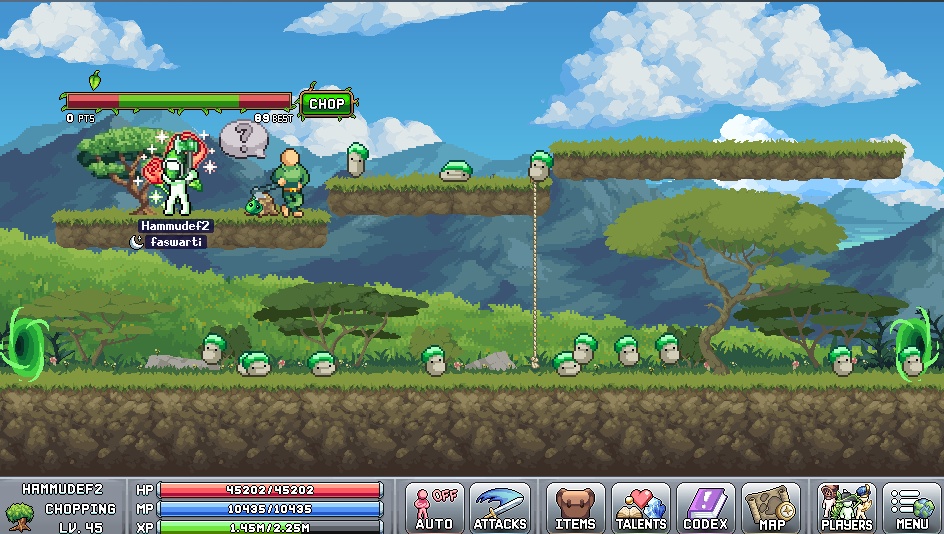 CHOP
0 PTS
89 BEST
?
Hammudef2
faswarti
HAMMUDEF2
CHOPPING
LV. 45
HP 45202/45202
MP 10435/10435
XP 1.45M/2.25M
OFF
AUTO
ATTACKS
ITEMS
TALENTS
CODEX
MAP
PLAYERS
MENU